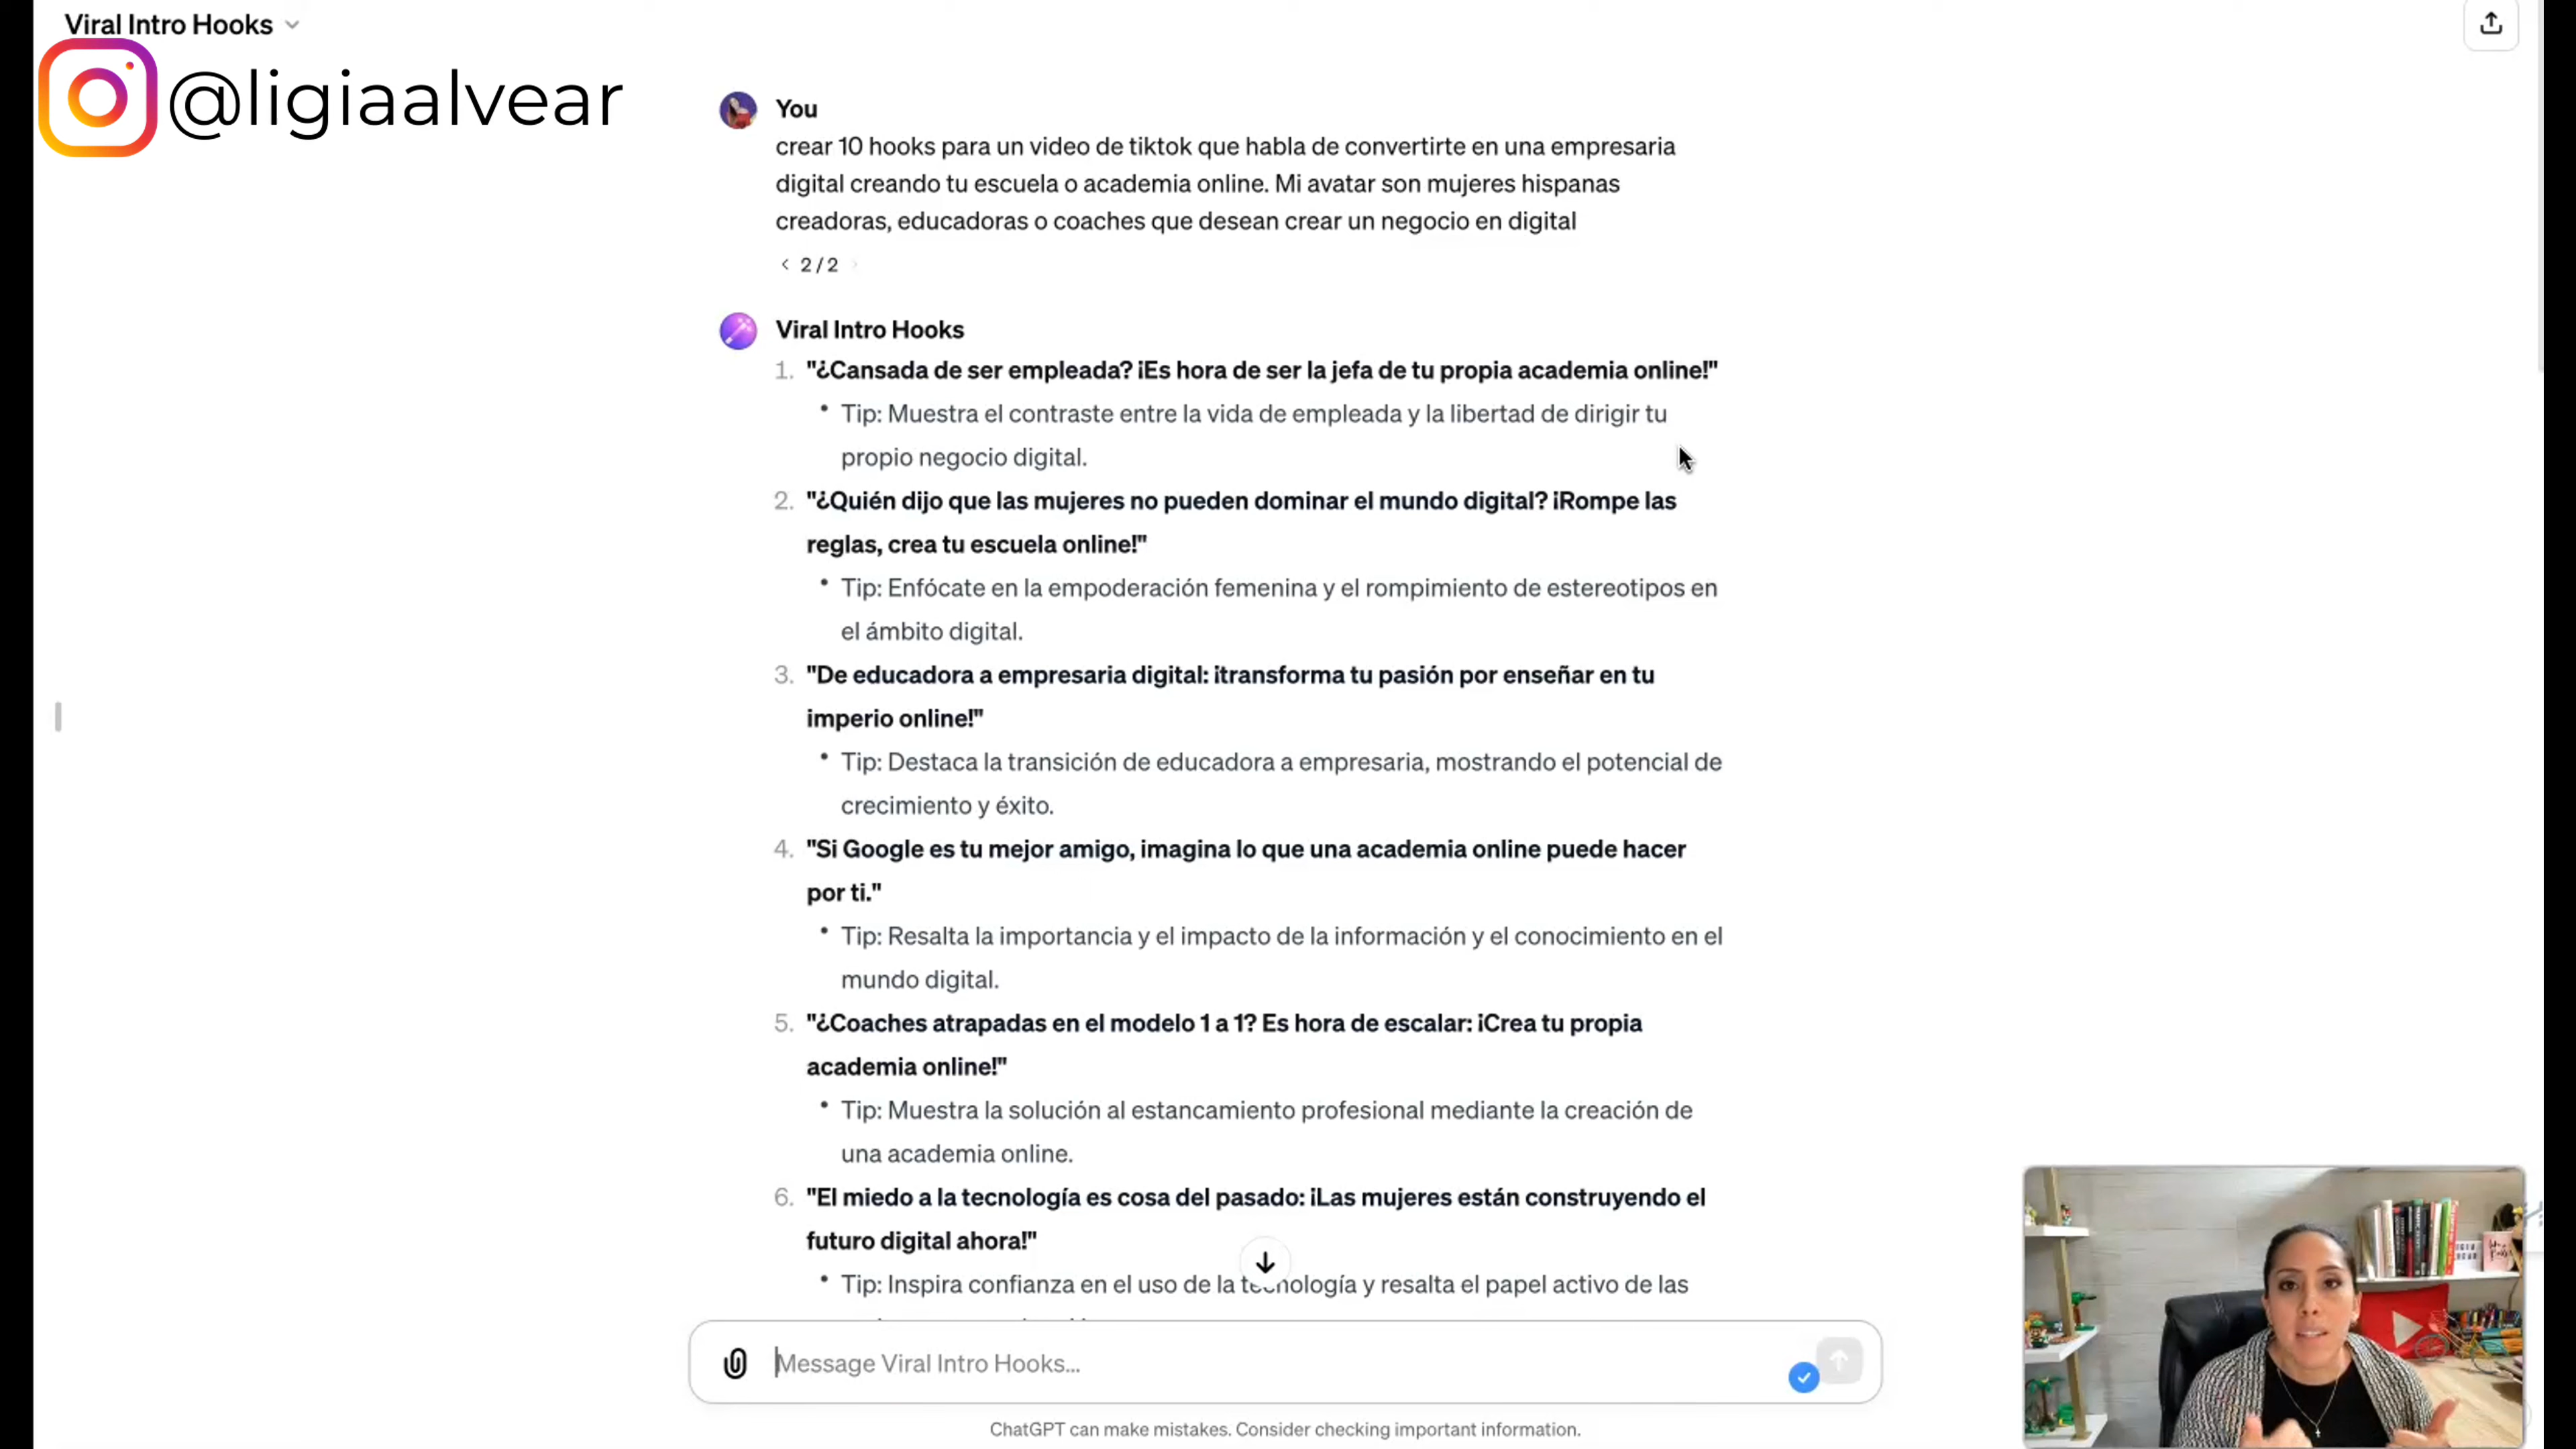 Viral Intro Hooks
@ligiaalvear
You
crear 10 hooks para un video de tiktok que habla de convertirte en una empresaria
digital creando tu escuela o academia online. Mi avatar son mujeres hispanas
creadoras, educadoras o coaches que desean crear un negocio en digital
2 / 2
Viral Intro Hooks
1. "¿Cansada de ser empleada? ¡Es hora de ser la jefa de tu propia academia online!"
• Tip: Muestra el contraste entre la vida de empleada y la libertad de dirigir tu
propio negocio digital.
2. "¿Quién dijo que las mujeres no pueden dominar el mundo digital? ¡Rompe las
reglas, crea tu escuela online!"
• Tip: Enfócate en la empoderación femenina y el rompimiento de estereotipos en
el ámbito digital.
3. "De educadora a empresaria digital: ¡transforma tu pasión por enseñar en tu
imperio online!"
• Tip: Destaca la transición de educadora a empresaria, mostrando el potencial de
crecimiento y éxito.
4. "Si Google es tu mejor amigo, imagina lo que una academia online puede hacer
por ti."
• Tip: Resalta la importancia y el impacto de la información y el conocimiento en el
mundo digital.
5. "¿Coaches atrapadas en el modelo 1 a 1? Es hora de escalar: ¡Crea tu propia
academia online!"
• Tip: Muestra la solución al estancamiento profesional mediante la creación de
una academia online.
6. "El miedo a la tecnología es cosa del pasado: ¡Las mujeres están construyendo el
futuro digital ahora!"
• Tip: Inspira confianza en el uso de la tecnología y resalta el papel activo de las
Message Viral Intro Hooks...
ChatGPT can make mistakes. Consider checking important information.